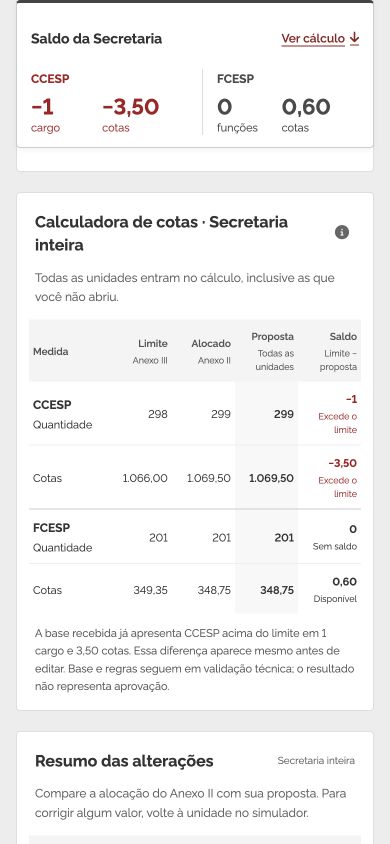 Saldo da Secretaria
Ver cálculo
CCESP
FCESP
−1
−3,50
0
0,60
cargo
cotas
funções
cotas
Calculadora de cotas · Secretaria
inteira
Todas as unidades entram no cálculo, inclusive as que
você não abriu.
Medida
Limite
Anexo III
Alocado
Anexo II
Proposta
Todas as
unidades
Saldo
Limite −
proposta
CCESP
Quantidade
298
299
299
−1
Excede o
limite
Cotas
1.066,00
1.069,50
1.069,50
−3,50
Excede o
limite
FCESP
Quantidade
201
201
201
0
Sem saldo
Cotas
349,35
348,75
348,75
0,60
Disponível
A base recebida já apresenta CCESP acima do limite em 1
cargo e 3,50 cotas. Essa diferença aparece mesmo antes de
editar. Base e regras seguem em validação técnica; o resultado
não representa aprovação.
Resumo das alterações
Secretaria inteira
Compare a alocação do Anexo II com sua proposta. Para
corrigir algum valor, volte à unidade no simulador.